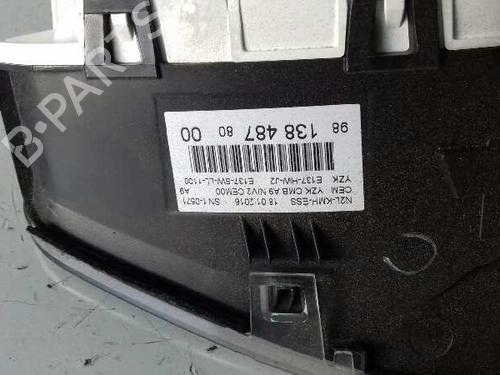 B-PARTS
98 138 487 80 00
YZK E137-HW-J2 E137-SW-LL-1100
CEM YZK CMB A9 NIV2 CEM00 A9
N2L-KMH-ESS 18.01.2016 SN:1-0571